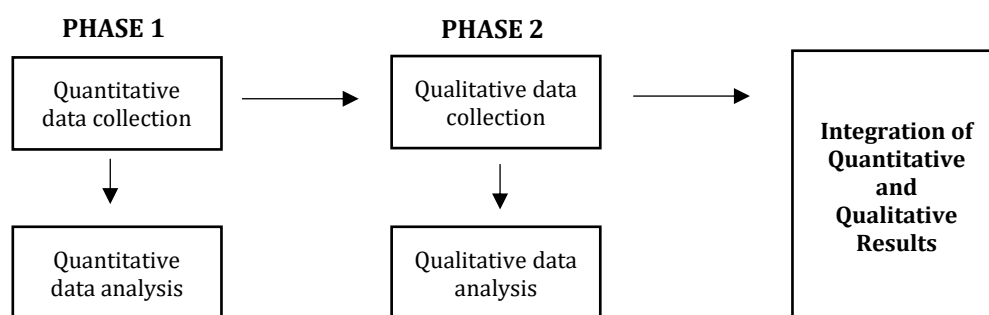 PHASE 1
Quantitative
data collection
Quantitative
data analysis
PHASE 2
Qualitative data
collection
Qualitative data
analysis
Integration of
Quantitative
and
Qualitative
Results